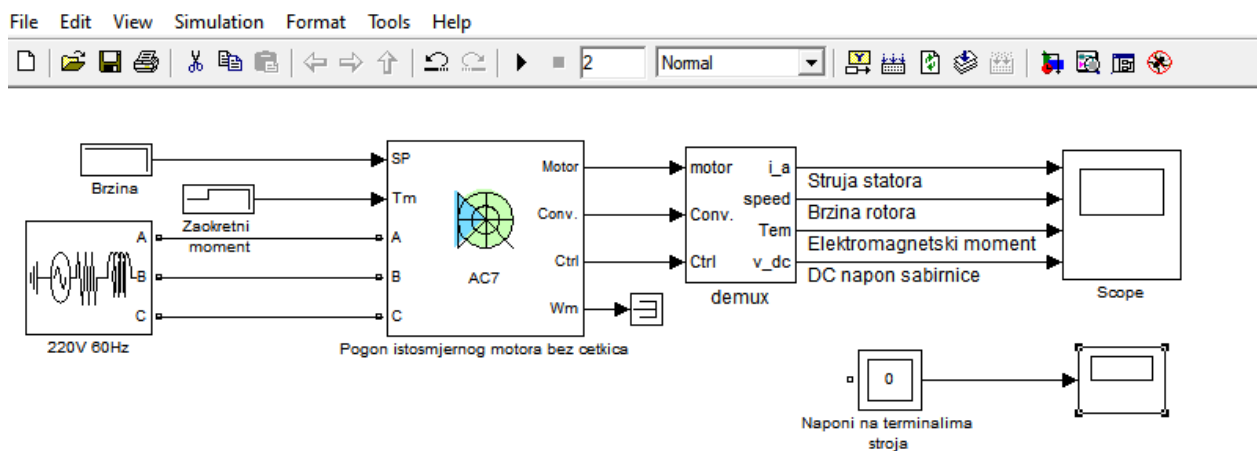 File Edit View Simulation Format Tools Help
2 Normal
Brzina
Zaokretni
moment
A
B
C
220V 60Hz
SP
Tm
A
B
C
Motor
Conv.
Ctrl
Wm
AC7
Pogon istosmjernog motora bez cetkica
motor
Conv.
Ctrl
i_a
speed
Tem
v_dc
demux
Struja statora
Brzina rotora
Elektromagnetski moment
DC napon sabirnice
Scope
0
Naponi na terminalima
stroja